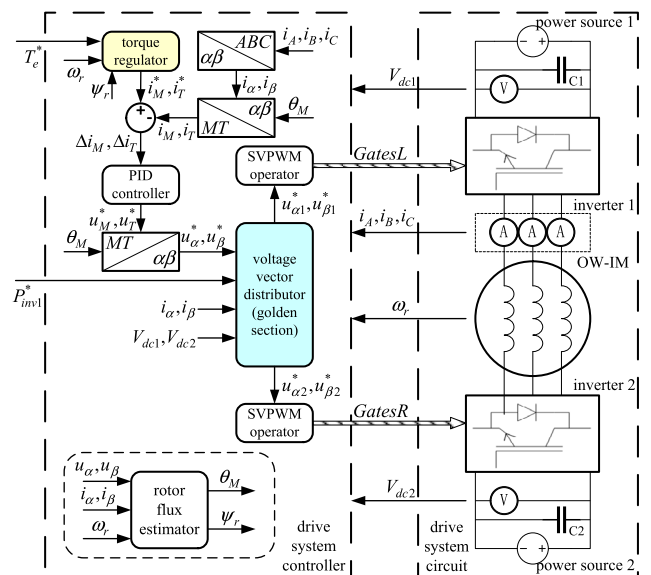 power source 1
torque
regulator
ABC
αβ
i_A,i_B,i_C
T_e^*
ω_r
ψ_r
i_M^*,i_T^*
i_α,i_β
V_dc1
V
C1
- +
+
-
i_M,i_T
αβ
MT
θ_M
Δi_M,Δi_T
SVPWM
operator
GatesL
PID
controller
inverter 1
u_α1^*,u_β1^*
u_M^*,u_T^*
i_A,i_B,i_C
A A A
OW-IM
θ_M
MT
αβ
u_α^*,u_β^*
voltage
vector
distributor
(golden
section)
P_inv1^*
i_α,i_β
ω_r
V_dc1,V_dc2
inverter 2
u_α2^*,u_β2^*
SVPWM
operator
GatesR
u_α,u_β
i_α,i_β
ω_r
rotor
flux
estimator
θ_M
ψ_r
V_dc2
V
C2
- +
drive
system
controller
drive
system
circuit
power source 2